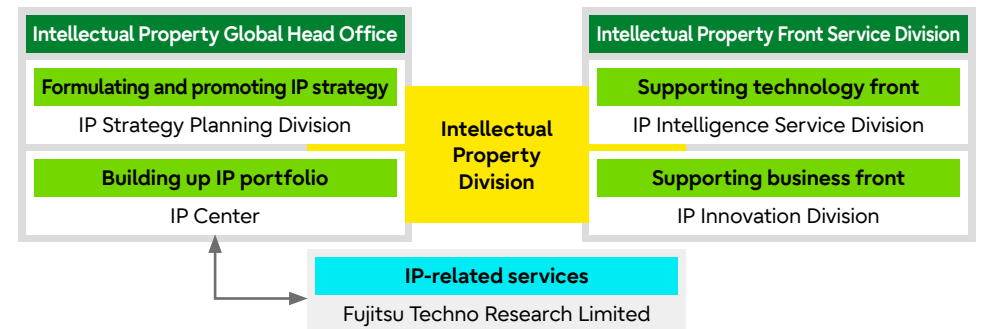 Intellectual Property Global Head Office
Formulating and promoting IP strategy
IP Strategy Planning Division
Building up IP portfolio
IP Center
Intellectual
Property
Division
Intellectual Property Front Service Division
Supporting technology front
IP Intelligence Service Division
Supporting business front
IP Innovation Division
IP-related services
Fujitsu Techno Research Limited